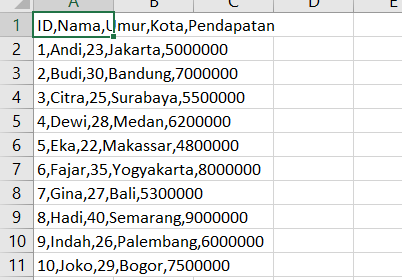 A B C D E
1 ID,Nama,Umur,Kota,Pendapatan
2 1,Andi,23,Jakarta,5000000
3 2,Budi,30,Bandung,7000000
4 3,Citra,25,Surabaya,5500000
5 4,Dewi,28,Medan,6200000
6 5,Eka,22,Makassar,4800000
7 6,Fajar,35,Yogyakarta,8000000
8 7,Gina,27,Bali,5300000
9 8,Hadi,40,Semarang,9000000
10 9,Indah,26,Palembang,6000000
11 10,Joko,29,Bogor,7500000